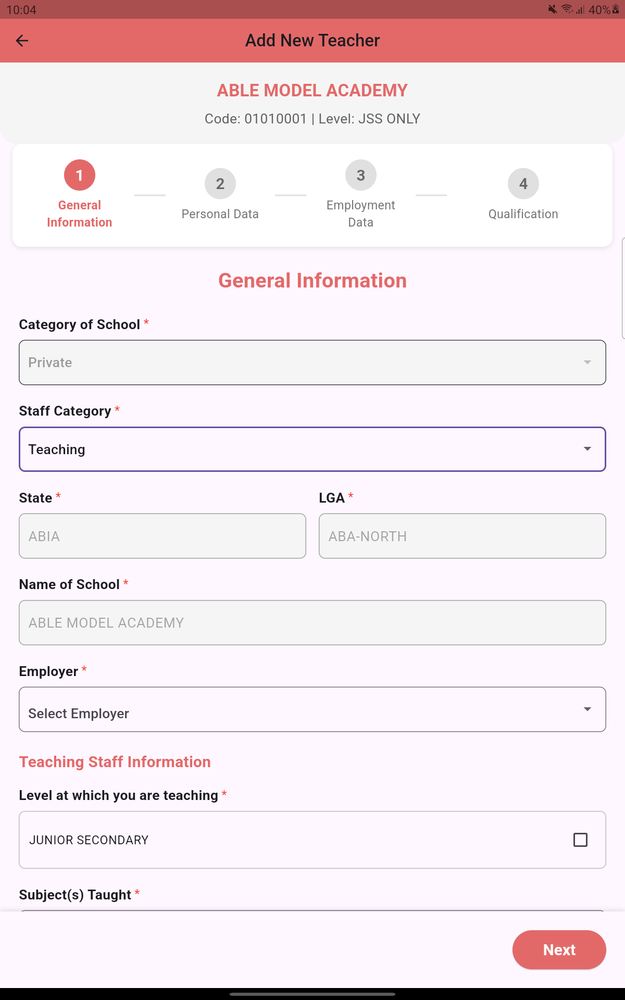 10:04
40%
Add New Teacher
ABLE MODEL ACADEMY
Code: 01010001 | Level: JSS ONLY
1
General
Information
2
Personal Data
3
Employment
Data
4
Qualification
General Information
Category of School *
Private
Staff Category *
Teaching
State *
LGA *
ABIA
ABA-NORTH
Name of School *
ABLE MODEL ACADEMY
Employer *
Select Employer
Teaching Staff Information
Level at which you are teaching *
JUNIOR SECONDARY
Subject(s) Taught *
Next